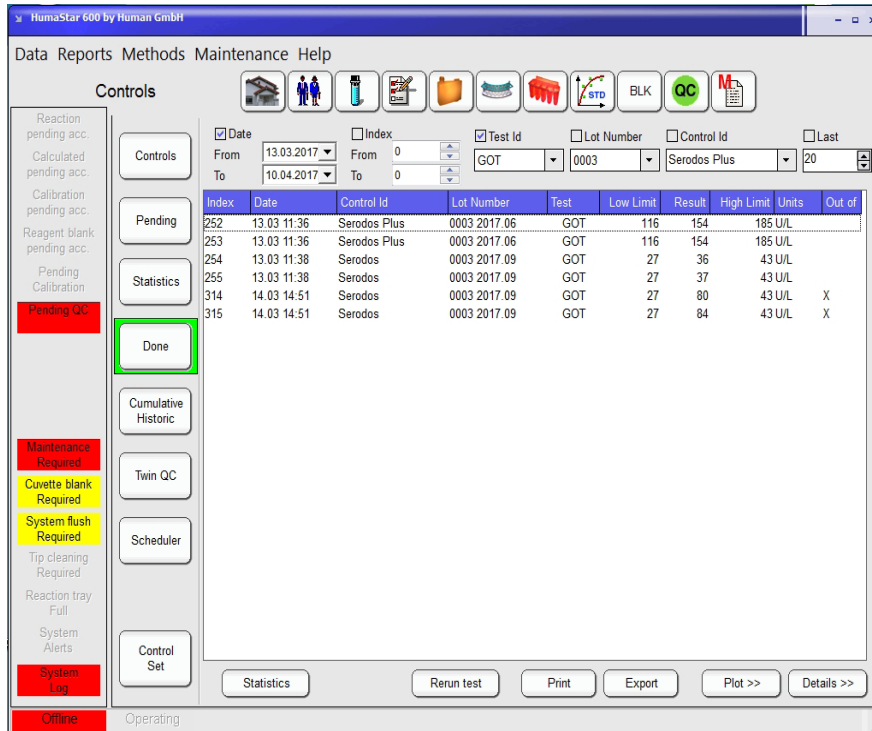 HumaStar 600 by Human GmbH
Data Reports Methods Maintenance Help
Controls
STD BLK QC M
Reaction
pending acc.
Calculated
pending acc.
Calibration
pending acc.
Reagent blank
pending acc.
Pending
Calibration
Pending QC
Maintenance
Required
Cuvette blank
Required
System flush
Required
Tip cleaning
Required
Reaction tray
Full
System
Alerts
System
Log
Controls
Pending
Statistics
Done
Cumulative
Historic
Twin QC
Scheduler
Control
Set
Date Index Test Id Lot Number Control Id Last
From 13.03.2017 From 0 GOT 0003 Serodos Plus 20
To 10.04.2017 To 0
Index Date Control Id Lot Number Test Low Limit Result High Limit Units Out of
252 13.03 11:36 Serodos Plus 0003 2017.06 GOT 116 154 185 U/L
253 13.03 11:36 Serodos Plus 0003 2017.06 GOT 116 154 185 U/L
254 13.03 11:38 Serodos 0003 2017.09 GOT 27 36 43 U/L
255 13.03 11:38 Serodos 0003 2017.09 GOT 27 37 43 U/L
314 14.03 14:51 Serodos 0003 2017.09 GOT 27 80 43 U/L X
315 14.03 14:51 Serodos 0003 2017.09 GOT 27 84 43 U/L X
Statistics Rerun test Print Export Plot >> Details >>
Offline Operating